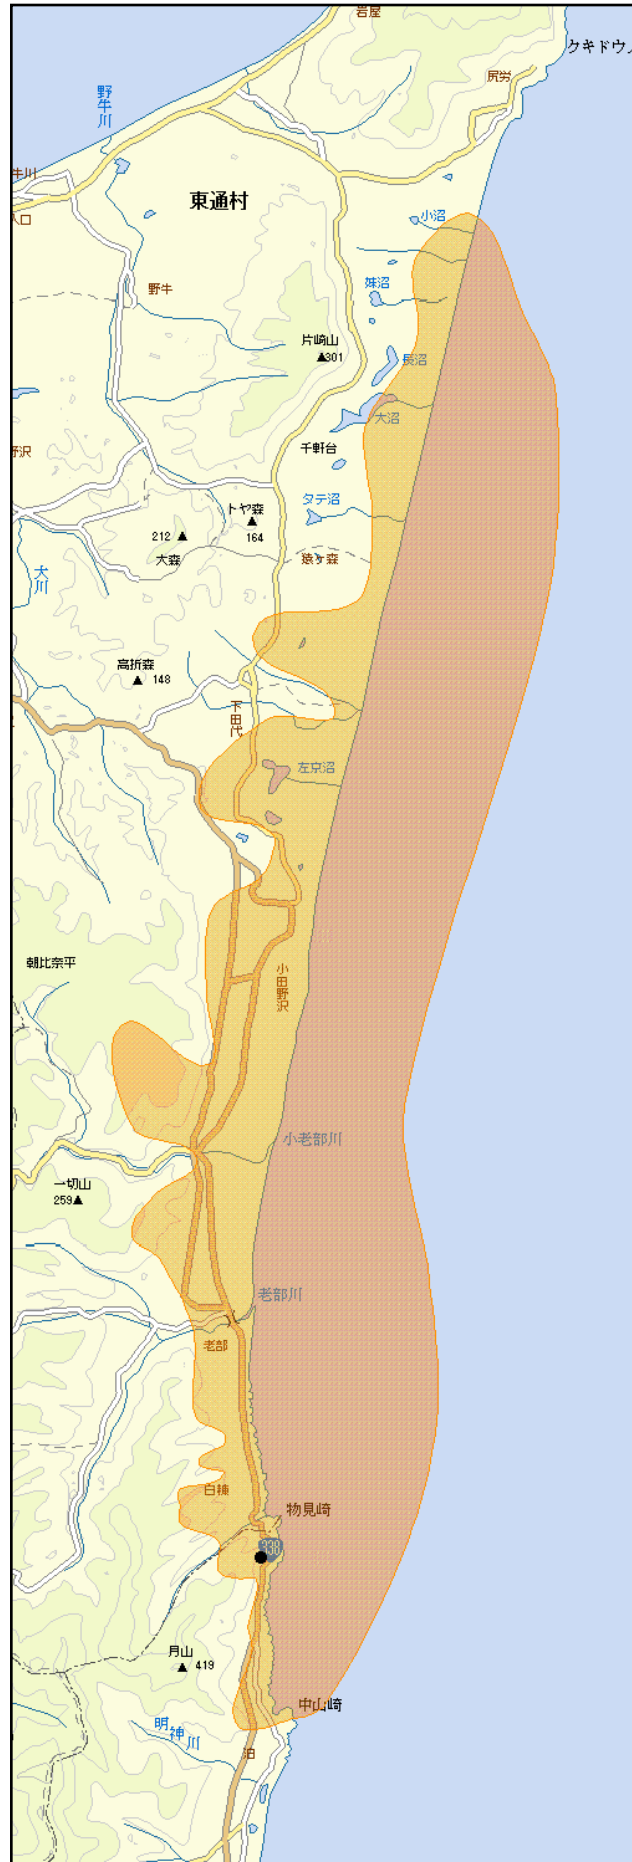 岩屋
クキドウノ
尻労
野牛川
牛川
東通村
入口
小沼
妹沼
野牛
片崎山
▲301
長沼
大沼
千軒台
野沢
タテ沼
トヤ森
▲
164
212 ▲
大森
猿ヶ森
大川
高折森
▲ 148
下田代
左京沼
朝比奈平
小田野沢
小老部川
一切山
259▲
老部川
老部
白糠
物見崎
338
月山
▲ 419
中山崎
明神川
泊